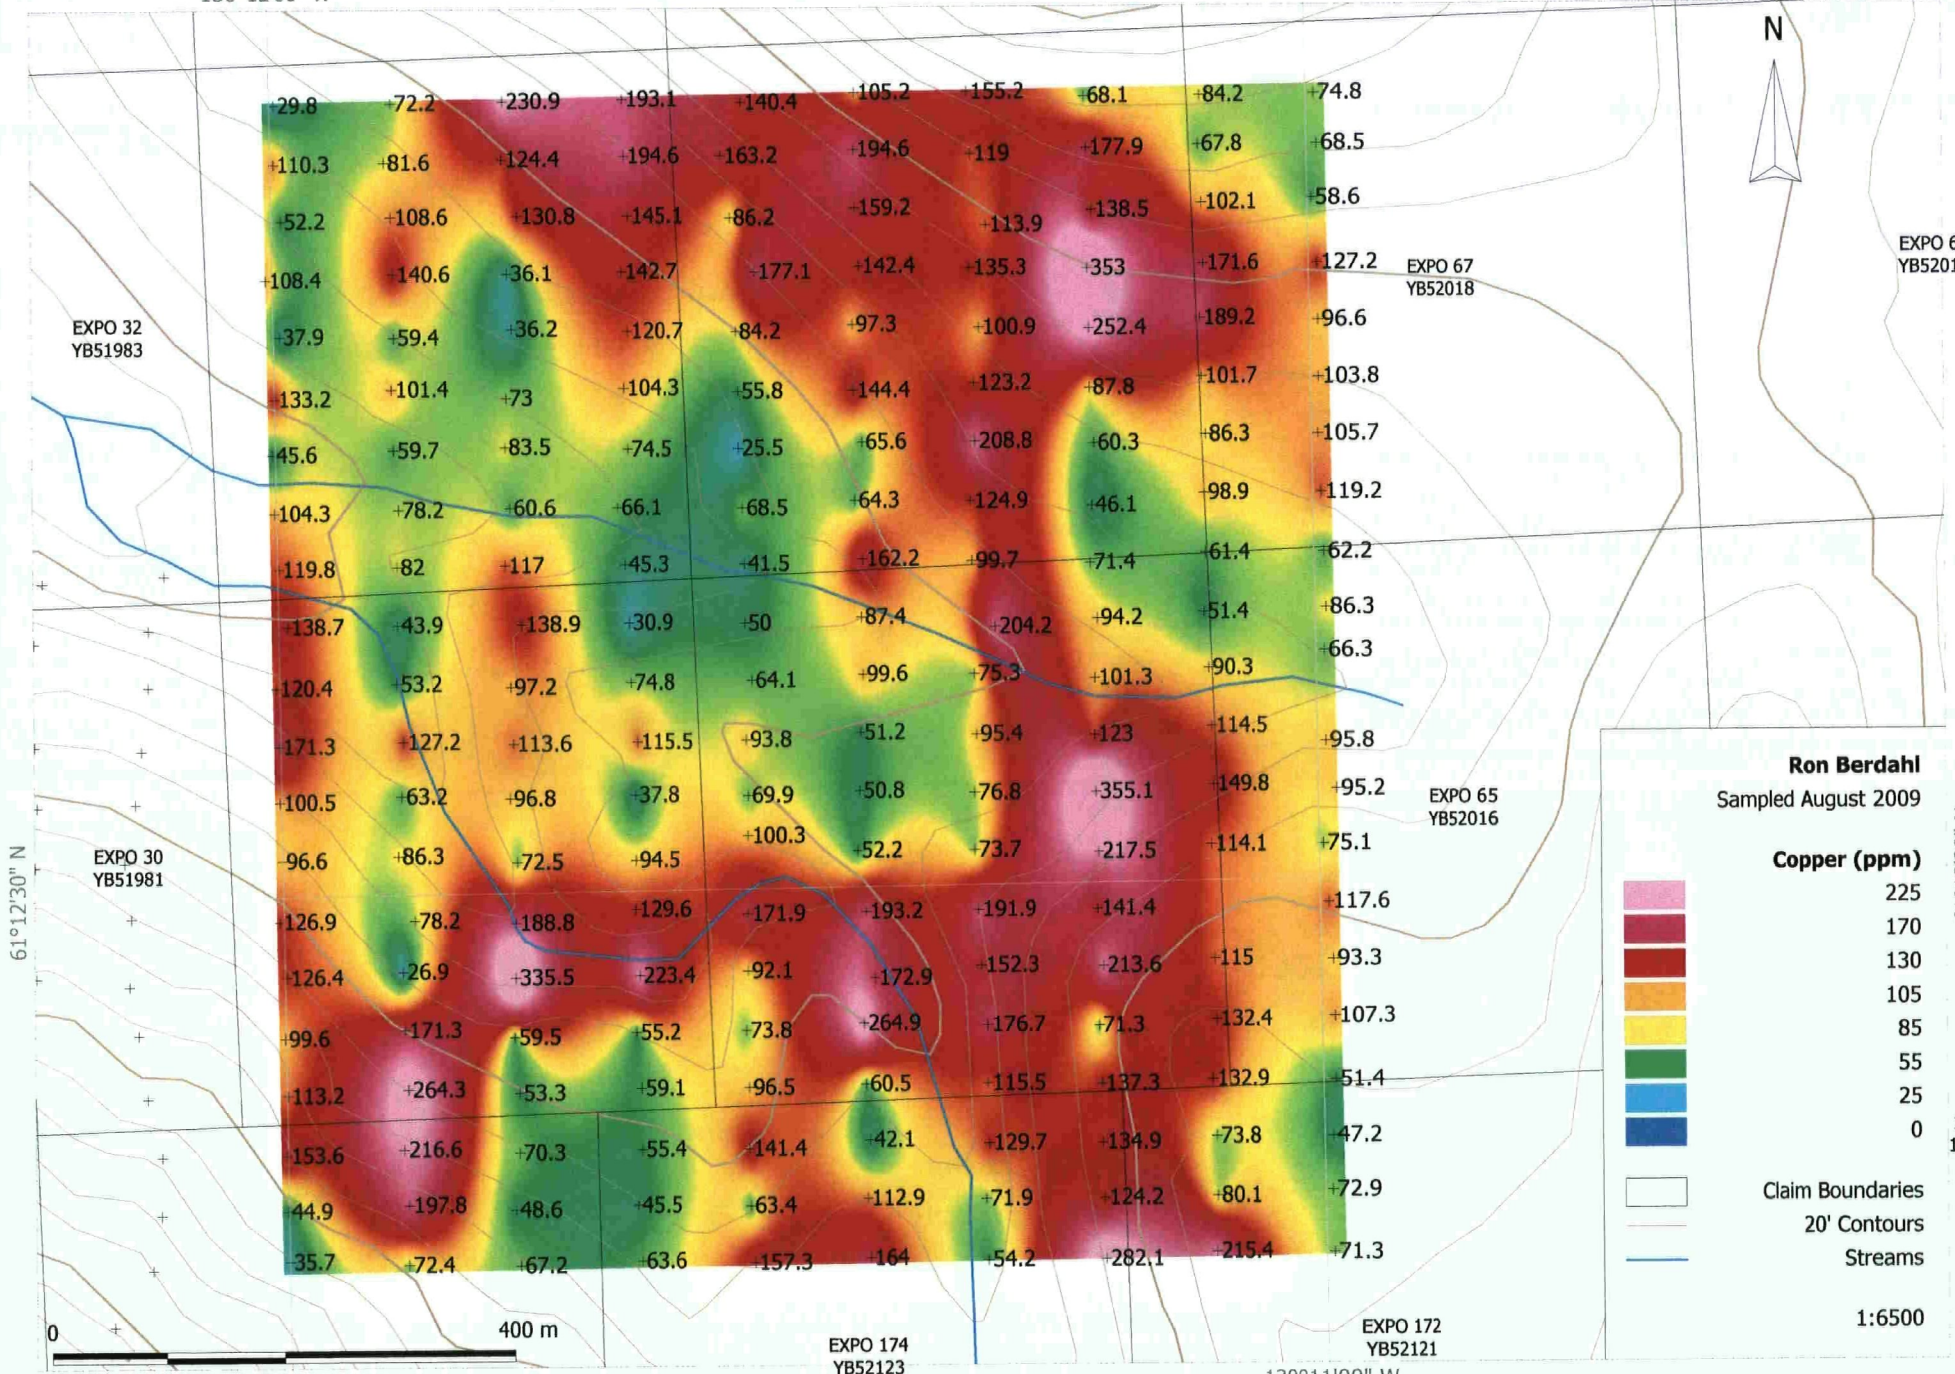 N
+29.8 +72.2 +230.9 +193.1 +140.4 +105.2 +155.2 +68.1 +84.2 +74.8
+110.3 +81.6 +124.4 +194.6 +163.2 +194.6 +119 +177.9 +67.8 +68.5
+52.2 +108.6 +130.8 +145.1 +86.2 +159.2 +113.9 +138.5 +102.1 +58.6
+108.4 +140.6 +36.1 +142.7 +177.1 +142.4 +135.3 +353 +171.6 +127.2
EXPO 67
YB52018
EXPO 32
YB51983
+37.9 +59.4 +36.2 +120.7 +84.2 +97.3 +100.9 +252.4 +189.2 +96.6
+133.2 +101.4 +73 +104.3 +55.8 +144.4 +123.2 +87.8 +101.7 +103.8
+45.6 +59.7 +83.5 +74.5 +25.5 +65.6 +208.8 +60.3 +86.3 +105.7
+104.3 +78.2 +60.6 +66.1 +68.5 +64.3 +124.9 +46.1 +98.9 +119.2
+119.8 +82 +117 +45.3 +41.5 +162.2 +99.7 +71.4 +61.4 +62.2
+138.7 +43.9 +138.9 +30.9 +50 +87.4 +204.2 +94.2 +51.4 +86.3
+120.4 +53.2 +97.2 +74.8 +64.1 +99.6 +75.3 +101.3 +90.3 +66.3
+171.3 +127.2 +113.6 +115.5 +93.8 +51.2 +95.4 +123 +114.5 +95.8
+100.5 +63.2 +96.8 +37.8 +69.9 +50.8 +76.8 +355.1 +149.8 +95.2
EXPO 65
YB52016
EXPO 30
YB51981
+96.6 +86.3 +72.5 +94.5 +100.3 +52.2 +73.7 +217.5 +114.1 +75.1
+126.9 +78.2 +188.8 +129.6 +171.9 +193.2 +191.9 +141.4 +117.6
61°12'30" N
+126.4 +26.9 +335.5 +223.4 +92.1 +172.9 +152.3 +213.6 +115 +93.3
+99.6 +171.3 +59.5 +55.2 +73.8 +264.9 +176.7 +71.3 +132.4 +107.3
+113.2 +264.3 +53.3 +59.1 +96.5 +60.5 +115.5 +137.3 +132.9 +51.4
+153.6 +216.6 +70.3 +55.4 +141.4 +42.1 +129.7 +134.9 +73.8 +47.2
+44.9 +197.8 +48.6 +45.5 +63.4 +112.9 +71.9 +124.2 +80.1 +72.9
+35.7 +72.4 +67.2 +63.6 +157.3 +164 +54.2 +282.1 +215.4 +71.3
Ron Berdahl
Sampled August 2009
Copper (ppm)
225
170
130
105
85
55
25
0
Claim Boundaries
20' Contours
Streams
1:6500
0 400 m
EXPO 174
YB52123
EXPO 172
YB52121